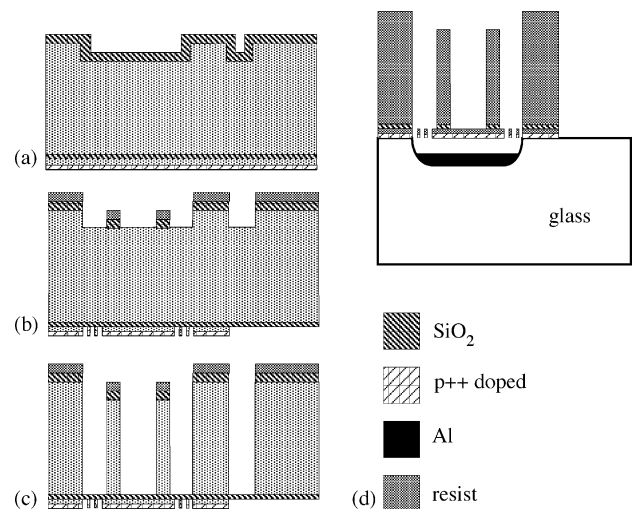 (a)
(b)
(c)
glass
SiO2
p++ doped
Al
(d)
resist